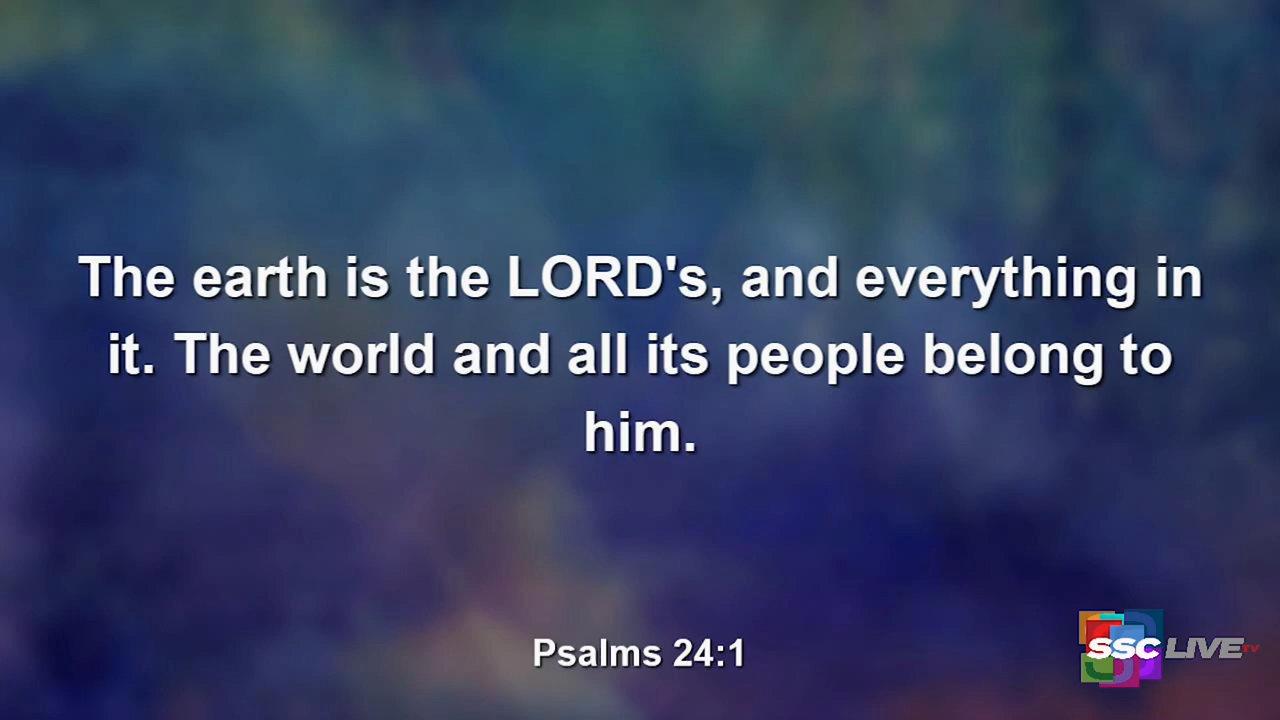 The earth is the LORD's, and everything in
it. The world and all its people belong to
him.
Psalms 24:1
SSC LIVE TV